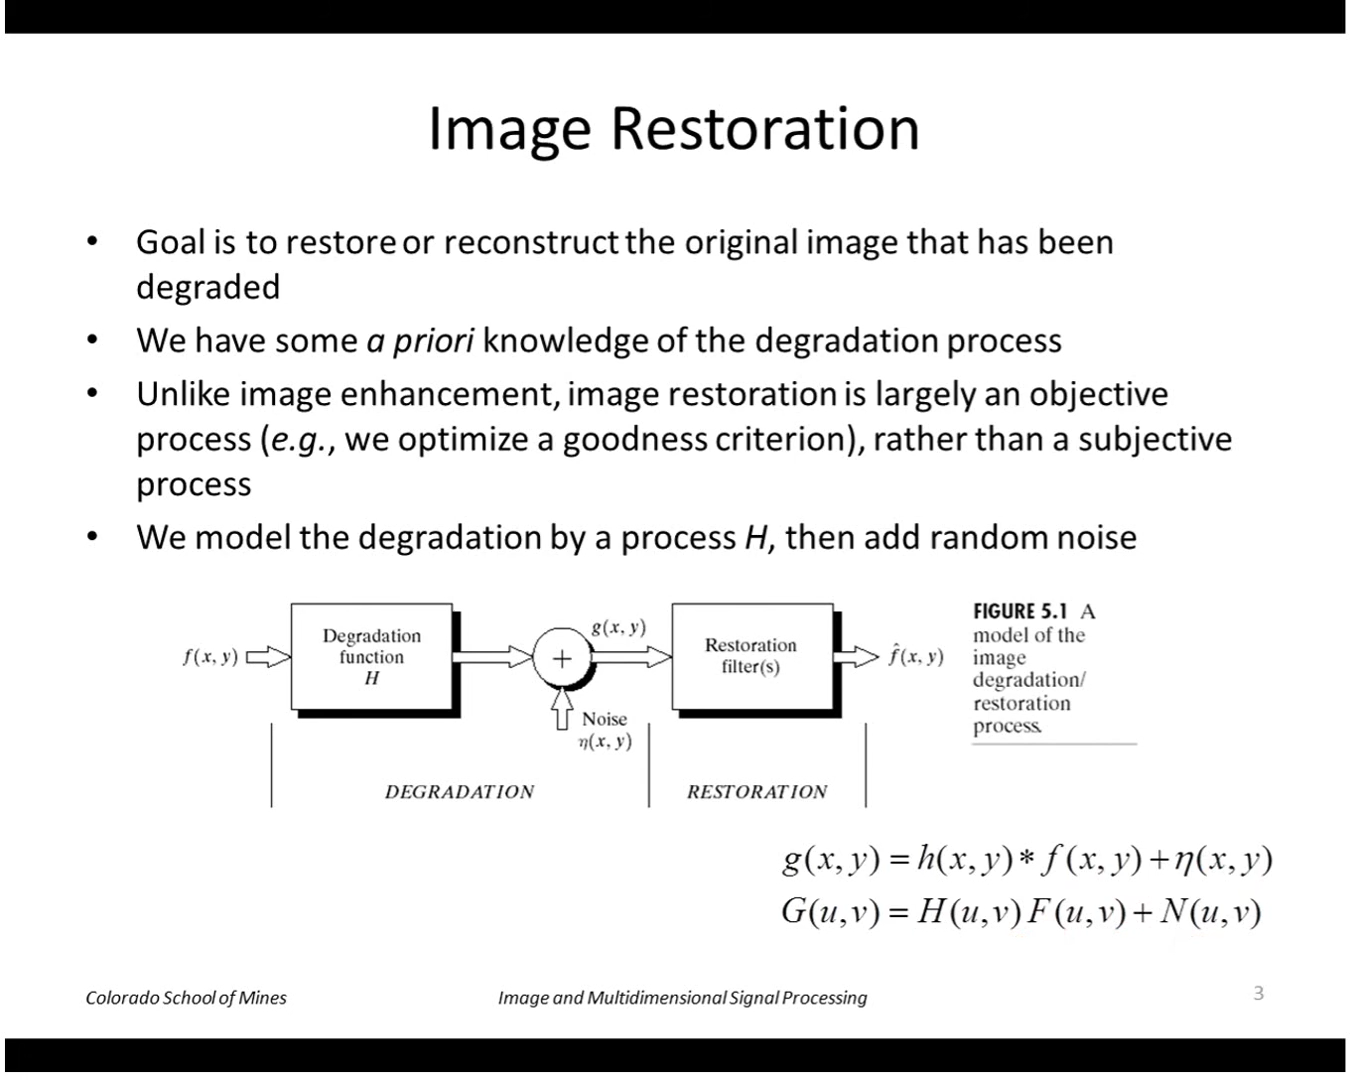 Image Restoration
• Goal is to restore or reconstruct the original image that has been
degraded
• We have some a priori knowledge of the degradation process
• Unlike image enhancement, image restoration is largely an objective
process (e.g., we optimize a goodness criterion), rather than a subjective
process
• We model the degradation by a process H, then add random noise
f(x, y)
Degradation
function
H
+
g(x, y)
Noise
η(x, y)
Restoration
filter(s)
f̂(x, y)
DEGRADATION
RESTORATION
FIGURE 5.1 A
model of the
image
degradation/
restoration
process.
g(x, y) = h(x, y) * f(x, y) + η(x, y)
G(u, v) = H(u, v) F(u, v) + N(u, v)
Colorado School of Mines
Image and Multidimensional Signal Processing
3